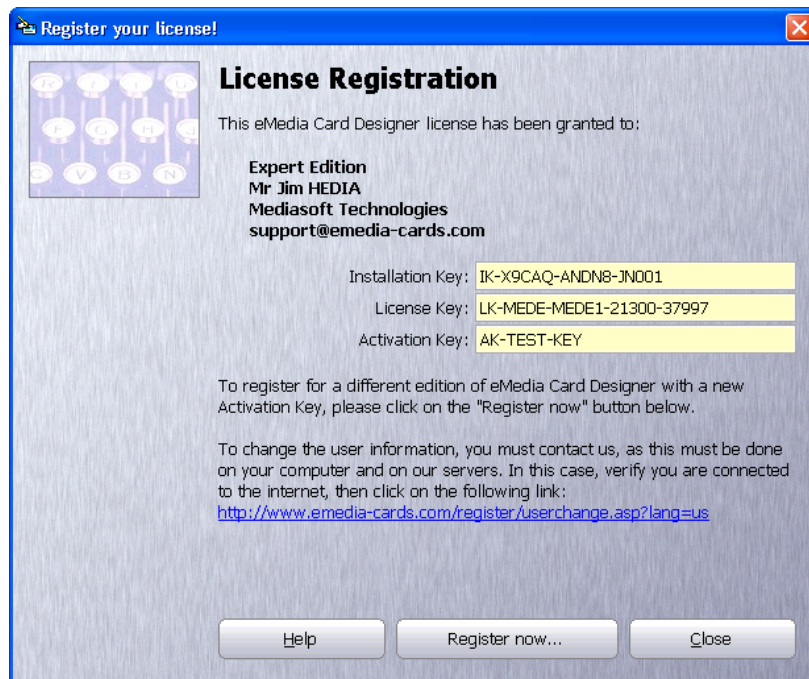 Register your license!
License Registration
This eMedia Card Designer license has been granted to:
Expert Edition
Mr Jim HEDIA
Mediasoft Technologies
support@emedia-cards.com
Installation Key: IK-X9CAQ-ANDN8-JN001
License Key: LK-MEDE-MEDE1-21300-37997
Activation Key: AK-TEST-KEY
To register for a different edition of eMedia Card Designer with a new
Activation Key, please click on the "Register now" button below.
To change the user information, you must contact us, as this must be done
on your computer and on our servers. In this case, verify you are connected
to the internet, then click on the following link:
http://www.emedia-cards.com/register/userchange.asp?lang=us
Help Register now... Close